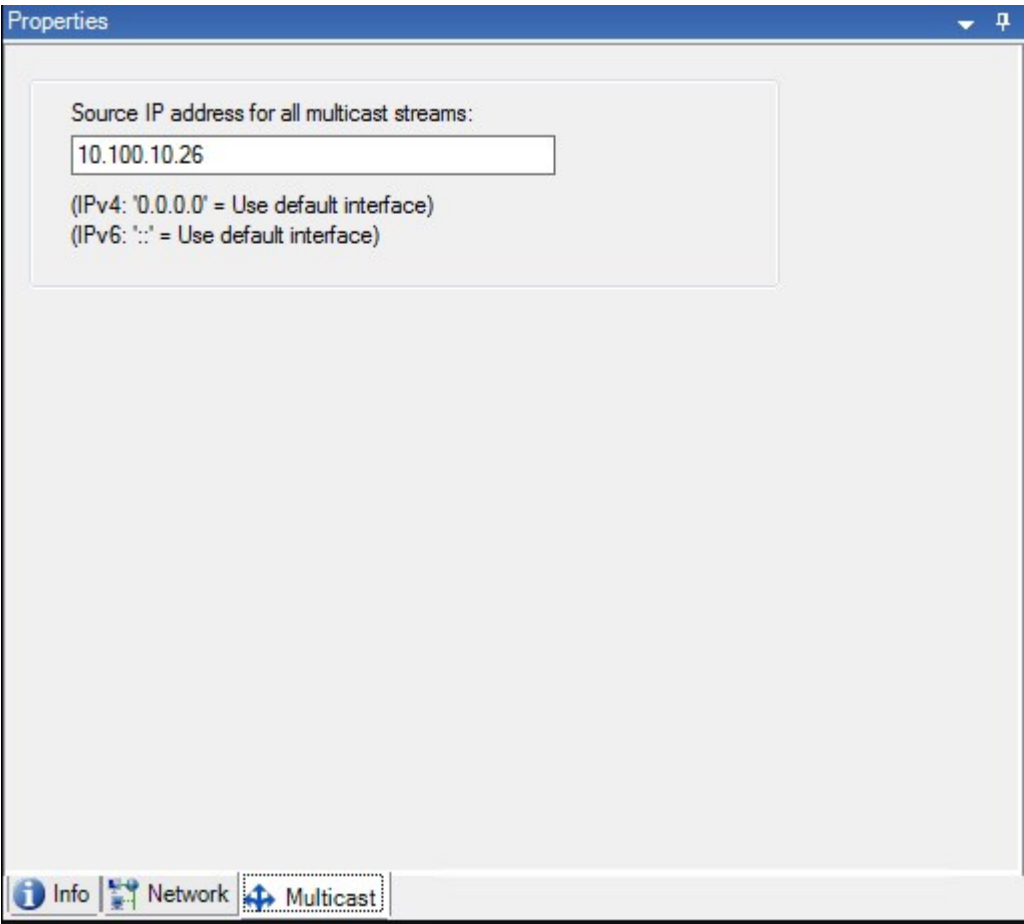 Properties
Source IP address for all multicast streams:
10.100.10.26
(IPv4: '0.0.0.0' = Use default interface)
(IPv6: '::' = Use default interface)
Info Network Multicast